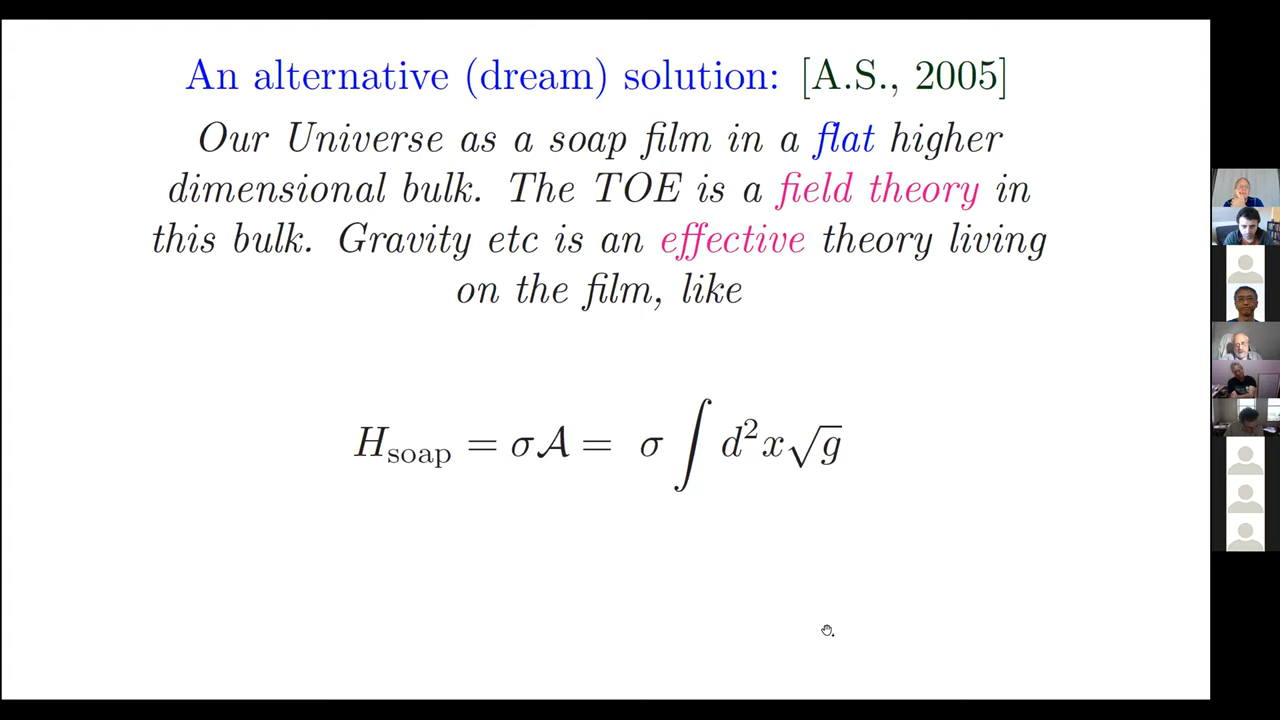 An alternative (dream) solution: [A.S., 2005]
Our Universe as a soap film in a flat higher
dimensional bulk. The TOE is a field theory in
this bulk. Gravity etc is an effective theory living
on the film, like
H_soap = σ𝒜 = σ ∫ d²x√g